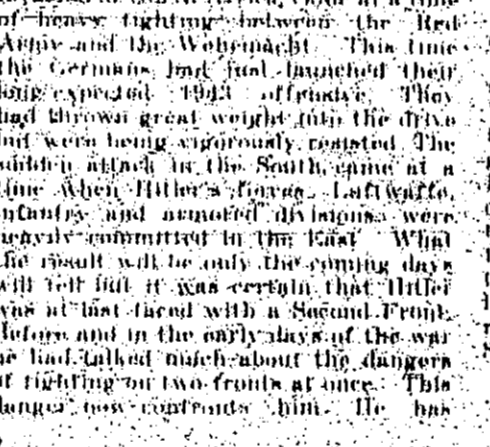 of heavy fighting between the Red
Army and the Wehrmacht This time
the Germans had just launched their
long expected 1943 offensive They
had thrown great weight into the drive
but were being vigorously resisted The
sudden attack in the South came at a
time when Hitler's forces, Luftwaffe,
infantry and armored divisions were
heavily committed in the East What
the result will be only the coming days
will tell but it was certain that Hitler
was at last faced with a Second Front.
Before and in the early days of the war
he had talked much about the dangers
of fighting on two fronts at once. This
danger now confronts him. He has